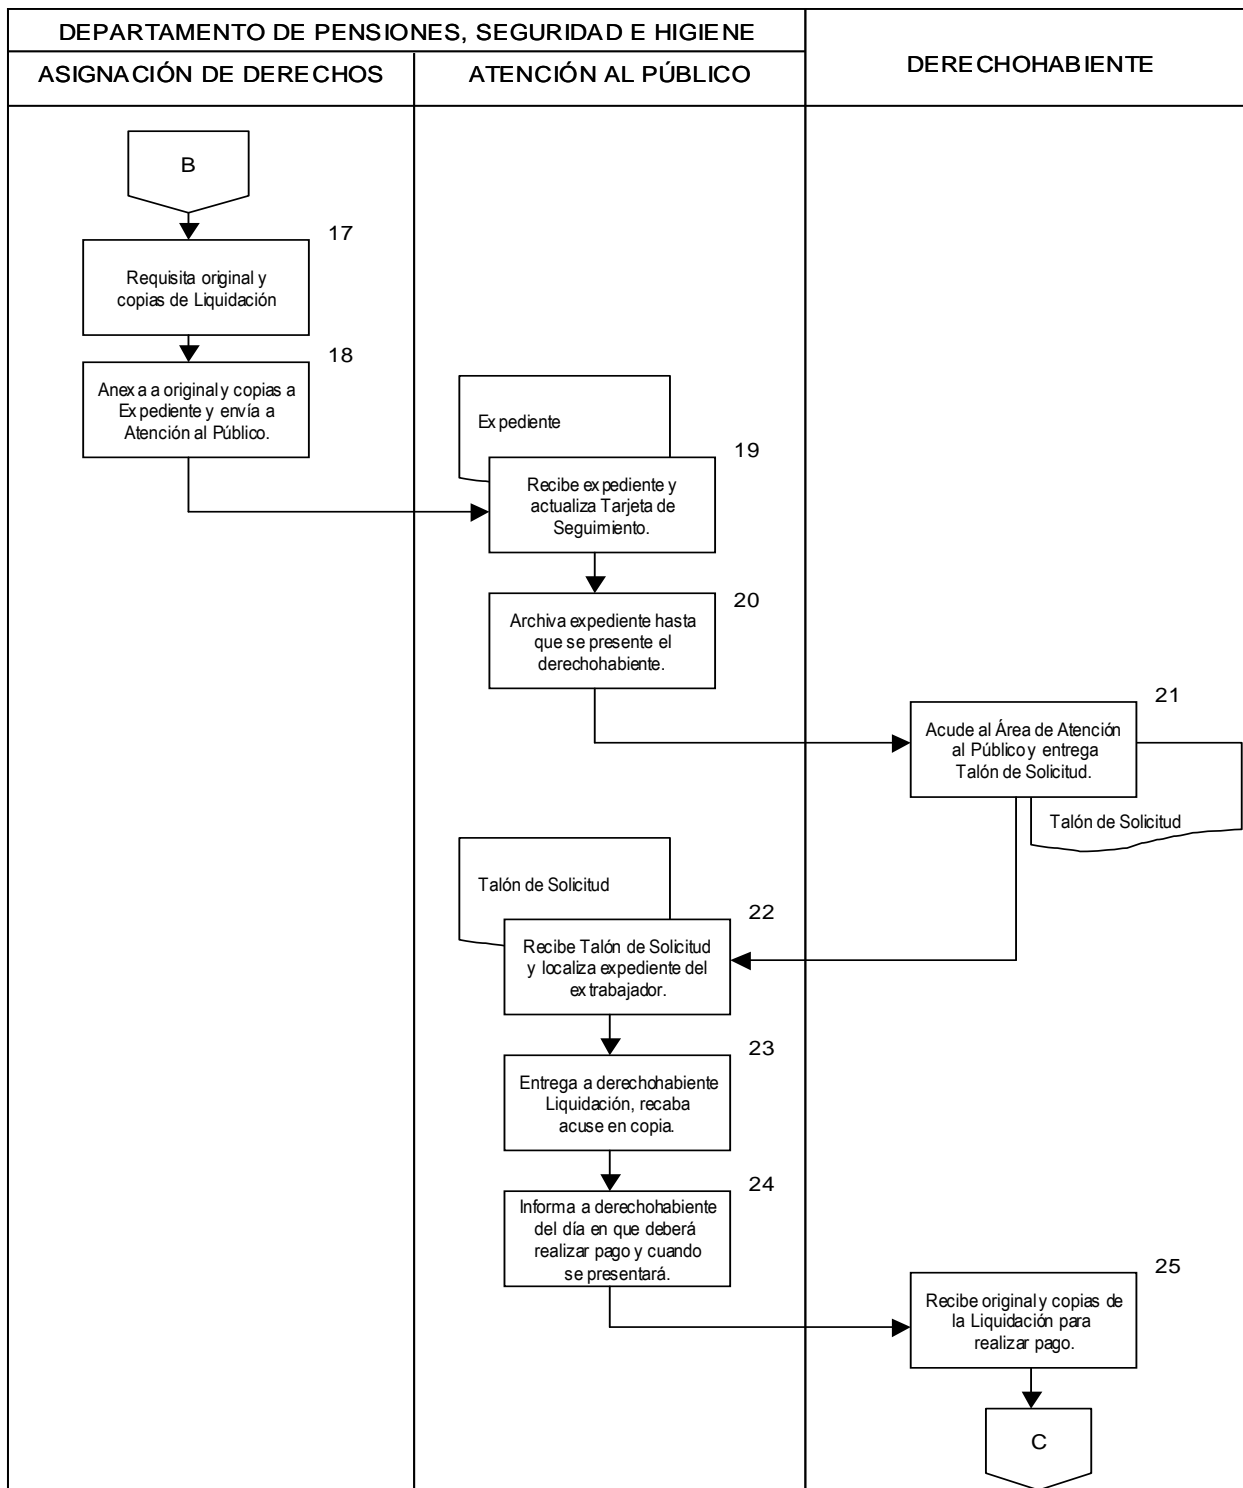 DEPARTAMENTO DE PENSIONES, SEGURIDAD E HIGIENE
ASIGNACIÓN DE DERECHOS
ATENCIÓN AL PÚBLICO
DERECHOHABIENTE
B
17
Requisita original y
copias de Liquidación
18
Anexa a original y copias a
Expediente y envía a
Atención al Público.
Expediente
19
Recibe expediente y
actualiza Tarjeta de
Seguimiento.
20
Archiva expediente hasta
que se presente el
derechohabiente.
21
Acude al Área de Atención
al Público y entrega
Talón de Solicitud.
Talón de Solicitud
Talón de Solicitud
22
Recibe Talón de Solicitud
y localiza expediente del
extrabajador.
23
Entrega a derechohabiente
Liquidación, recaba
acuse en copia.
24
Informa a derechohabiente
del día en que deberá
realizar pago y cuando
se presentará.
25
Recibe original y copias de
la Liquidación para
realizar pago.
C